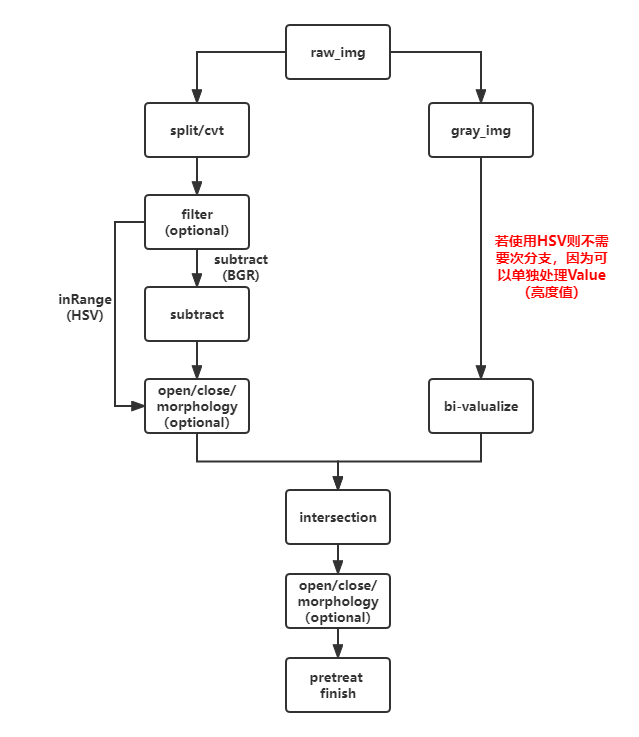 raw_img
split/cvt
gray_img
filter
(optional)
若使用HSV则不需
要次分支，因为可
以单独处理Value
（亮度值）
subtract
(BGR)
inRange
(HSV)
subtract
open/close/
morphology
(optional)
bi-valualize
intersection
open/close/
morphology
(optional)
pretreat
finish